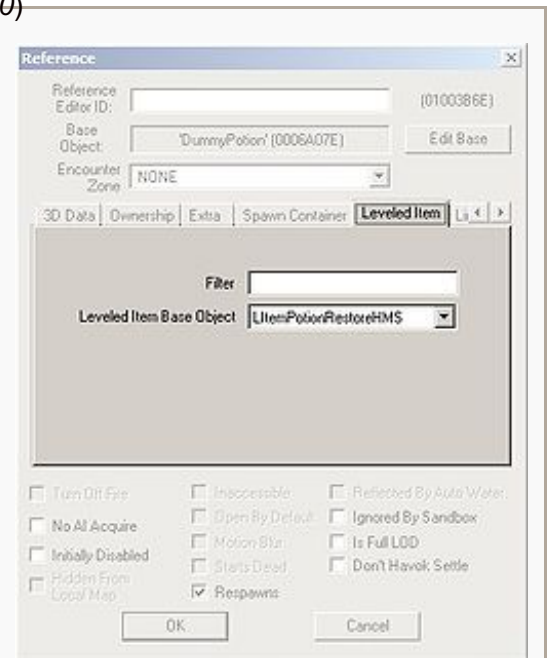 0)
Reference
Reference Editor ID:
(01003B6E)
Base Object:
'DummyPotion' (0006A07E)
Edit Base
Encounter Zone
NONE
3D Data Ownership Extra Spawn Container Leveled Item
Filter
Leveled Item Base Object
LItemPotionRestoreHMS
Turn Off Fire
Inaccessible
Reflected By Auto Water
No AI Acquire
Open By Default
Ignored By Sandbox
Initially Disabled
Motion Blur
Is Full LOD
Hidden From Local Map
Starts Dead
Don't Havok Settle
Respawns
OK
Cancel